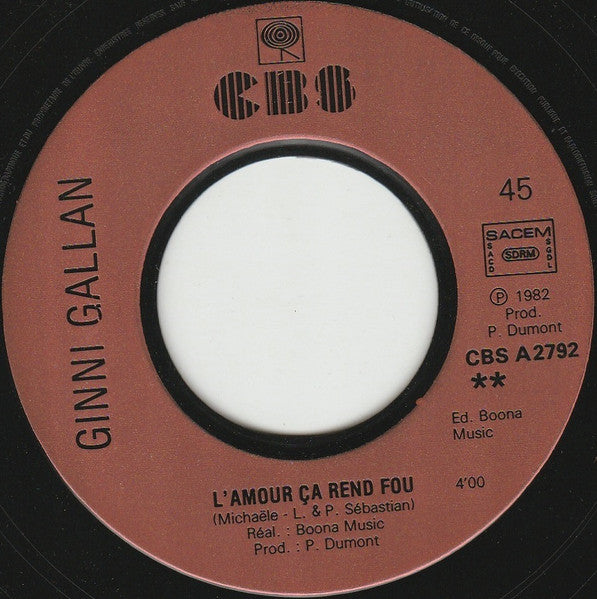 CBS
GINNI GALLAN
45
SACEM
SACD
SDRM
SGDL
℗ 1982
Prod.
P. Dumont
CBS A 2792
**
Ed. Boona
Music
L'AMOUR ÇA REND FOU
4'00
(Michaële - L. & P. Sébastian)
Réal. : Boona Music
Prod. : P. Dumont